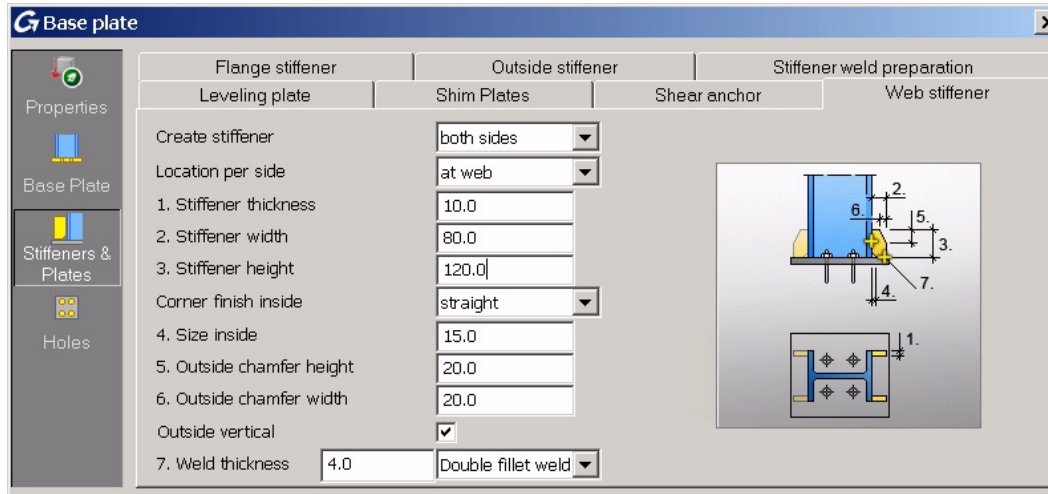 Base plate
Properties
Base Plate
Stiffeners &
Plates
Holes
Flange stiffener
Outside stiffener
Stiffener weld preparation
Leveling plate
Shim Plates
Shear anchor
Web stiffener
Create stiffener both sides
Location per side at web
1. Stiffener thickness 10.0
2. Stiffener width 80.0
3. Stiffener height 120.0
Corner finish inside straight
4. Size inside 15.0
5. Outside chamfer height 20.0
6. Outside chamfer width 20.0
Outside vertical
7. Weld thickness 4.0 Double fillet weld
2.
6.
5.
3.
7.
4.
1.